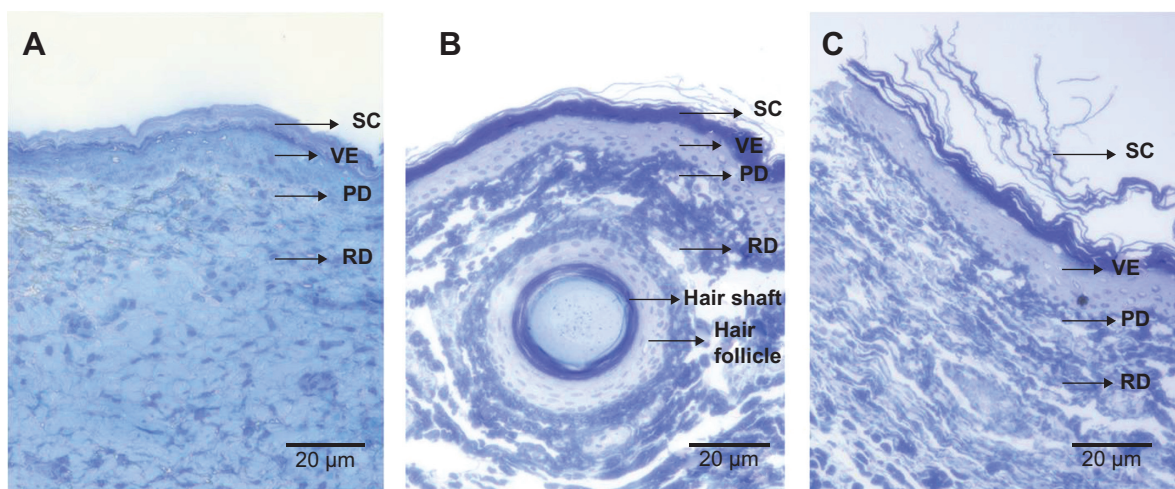 A
SC
VE
PD
RD
20 µm
B
SC
VE
PD
RD
Hair shaft
Hair
follicle
20 µm
C
SC
VE
PD
RD
20 µm